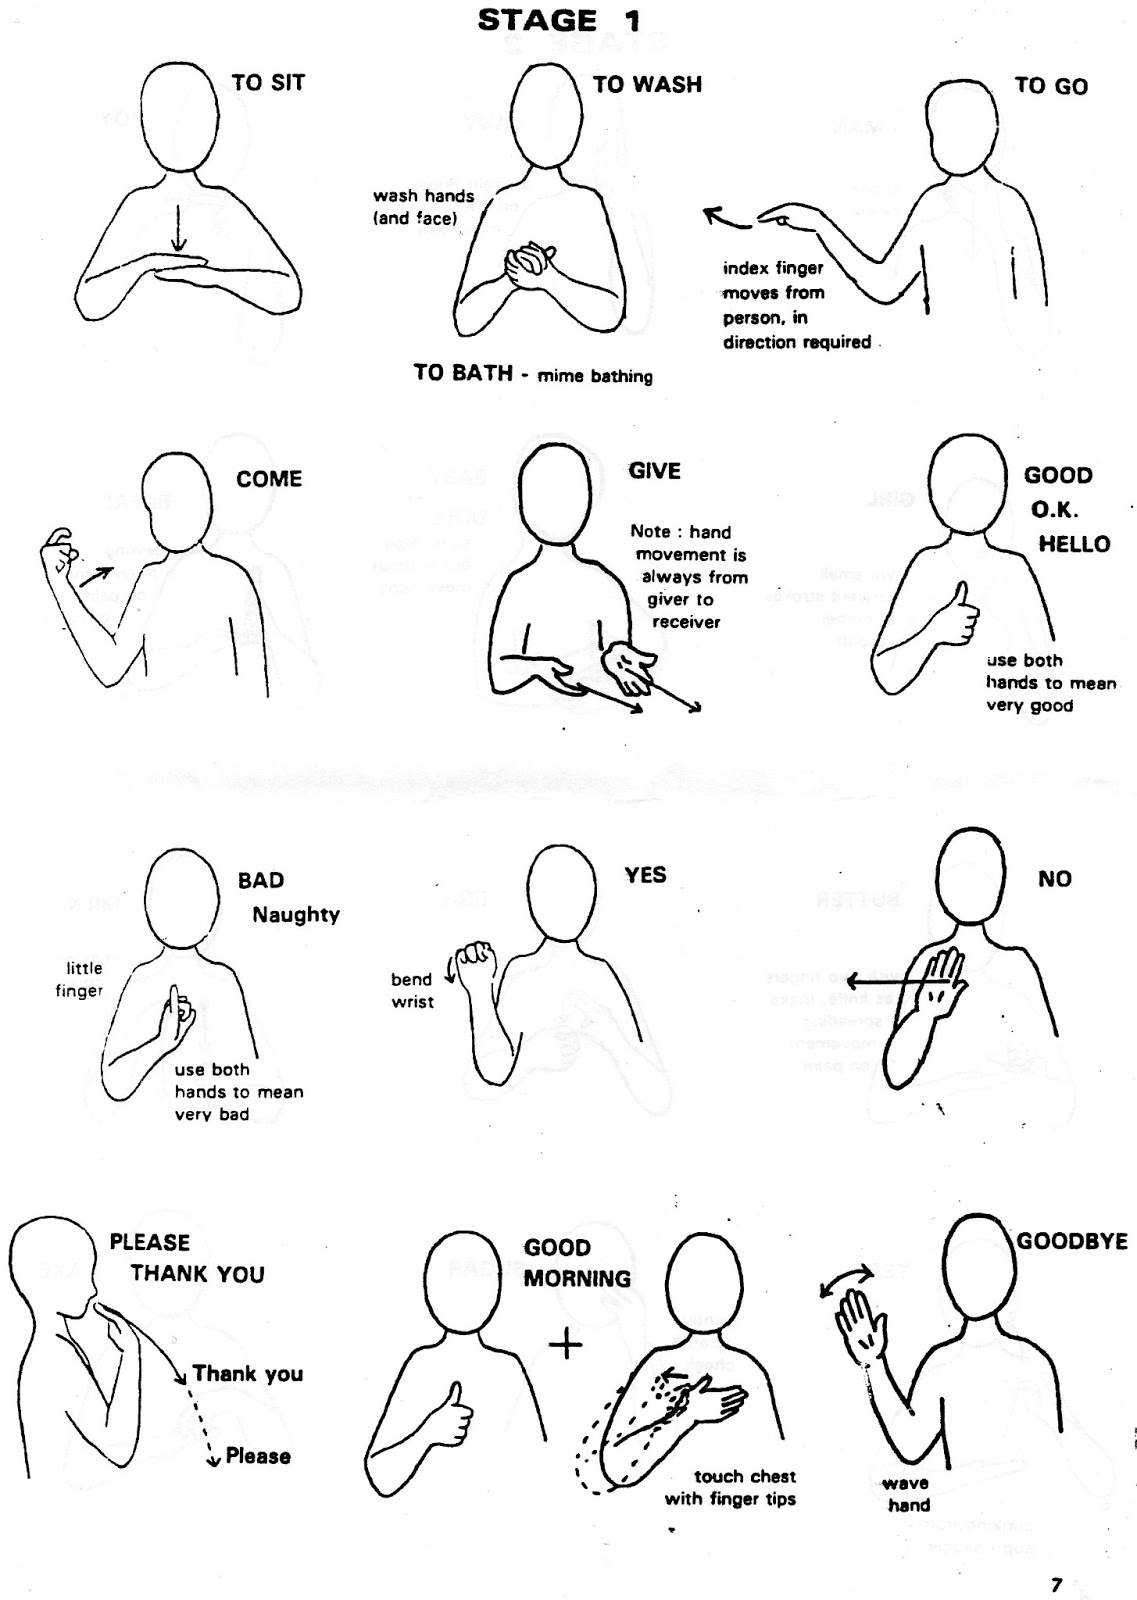 STAGE 1
TO SIT
TO WASH
TO GO
wash hands
(and face)
index finger
moves from
person, in
direction required
TO BATH - mime bathing
COME
GIVE
Note : hand
movement is
always from
giver to
receiver
GOOD
O.K.
HELLO
use both
hands to mean
very good
BAD
Naughty
little
finger
use both
hands to mean
very bad
YES
bend
wrist
NO
PLEASE
THANK YOU
Thank you
Please
GOOD
MORNING
+
touch chest
with finger tips
GOODBYE
wave
hand
7